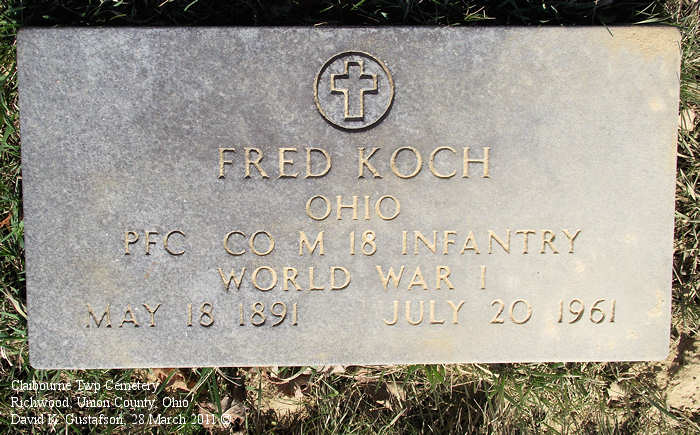 FRED KOCH
OHIO
PFC CO M 18 INFANTRY
WORLD WAR I
MAY 18 1891 JULY 20 1961
Claibourne Twp Cemetery
Richwood, Union County, Ohio
David K. Gustafson, 28 March 2011 ©